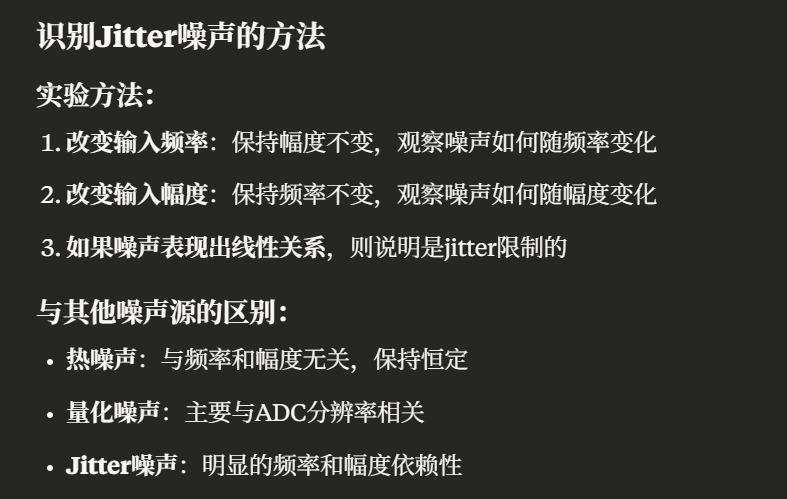 识别Jitter噪声的方法
实验方法：
1. 改变输入频率：保持幅度不变，观察噪声如何随频率变化
2. 改变输入幅度：保持频率不变，观察噪声如何随幅度变化
3. 如果噪声表现出线性关系，则说明是jitter限制的
与其他噪声源的区别：
• 热噪声：与频率和幅度无关，保持恒定
• 量化噪声：主要与ADC分辨率相关
• Jitter噪声：明显的频率和幅度依赖性